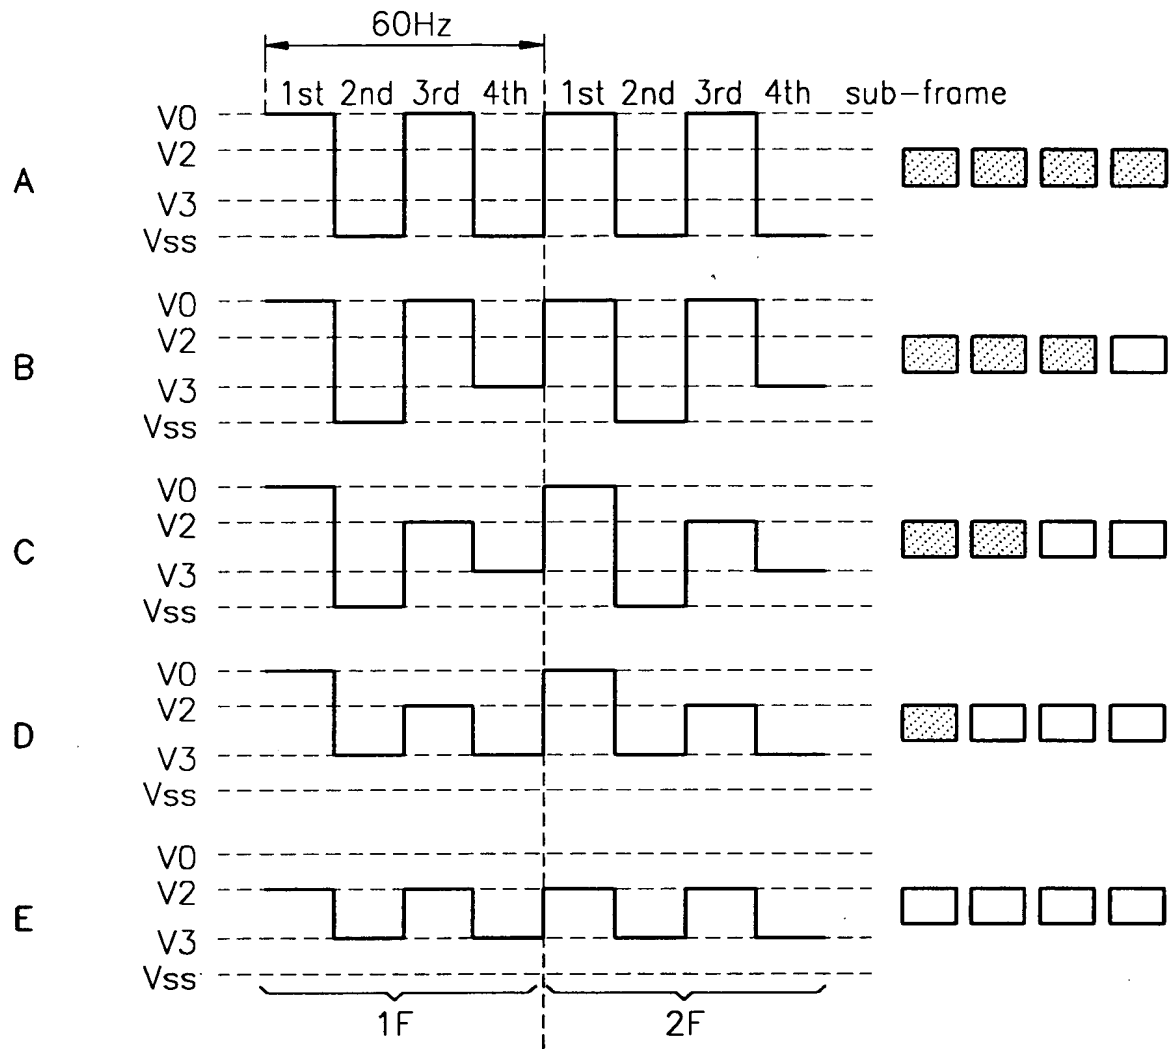 60Hz
1st 2nd 3rd 4th 1st 2nd 3rd 4th sub-frame
A
V0
V2
V3
Vss
B
V0
V2
V3
Vss
C
V0
V2
V3
Vss
D
V0
V2
V3
Vss
E
V0
V2
V3
Vss
1F 2F